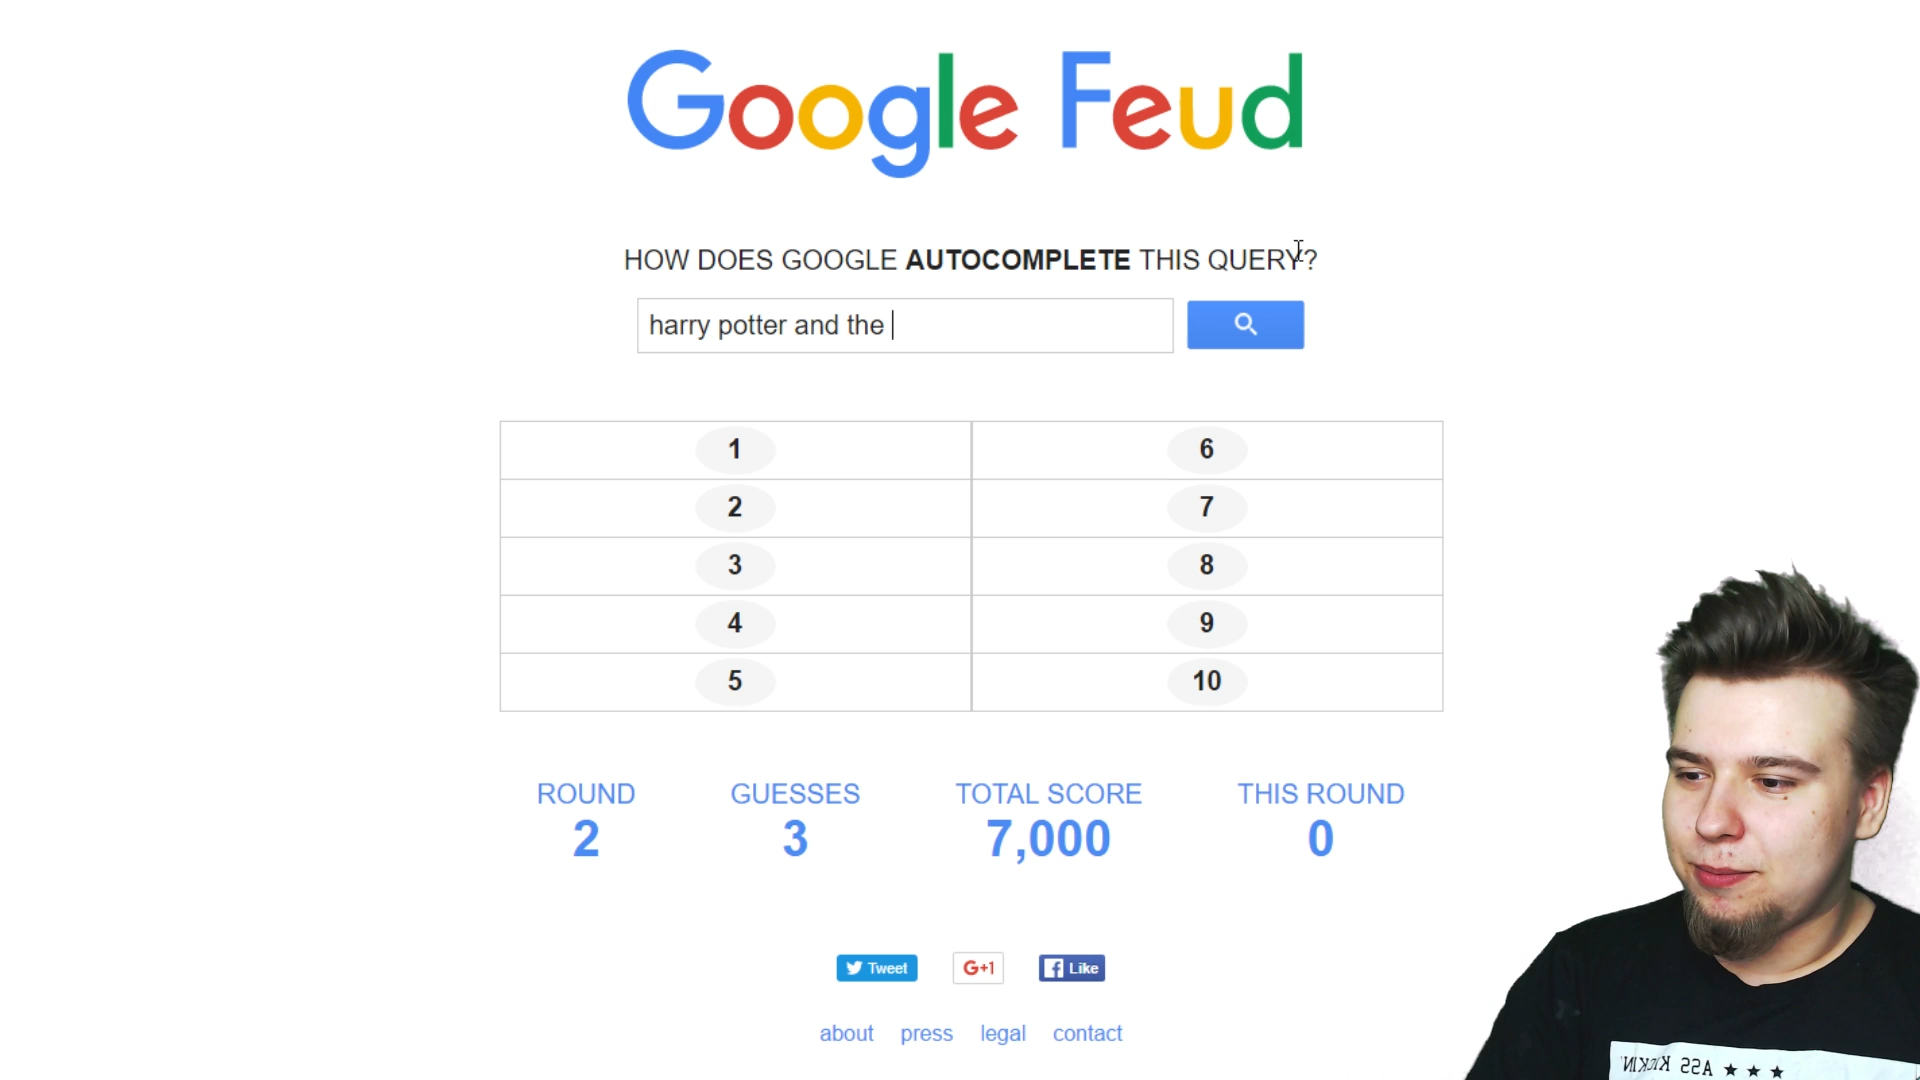 Google Feud
HOW DOES GOOGLE AUTOCOMPLETE THIS QUERY?
harry potter and the
1
2
3
4
5
6
7
8
9
10
ROUND
2
GUESSES
3
TOTAL SCORE
7,000
THIS ROUND
0
Tweet
G+1
Like
about press legal contact
ASS KICKIN'